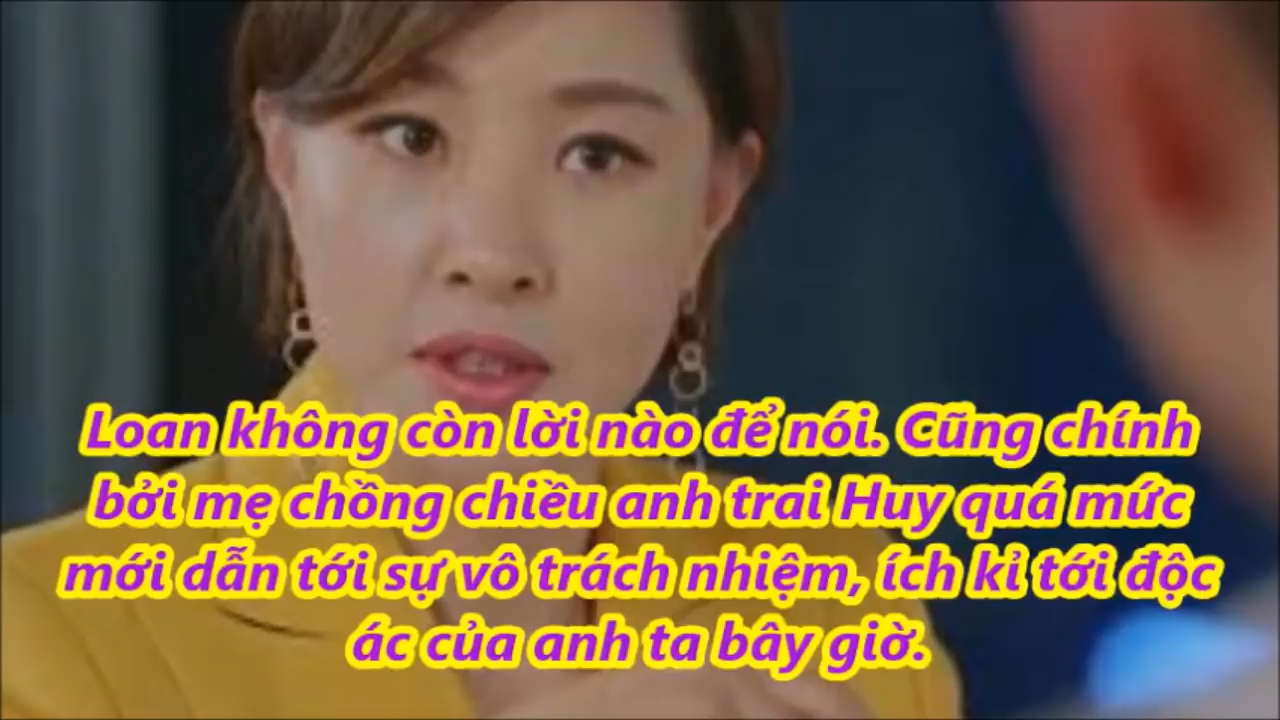 Loan không còn lời nào để nói. Cũng chính
bởi mẹ chồng chiều anh trai Huy quá mức
mới dẫn tới sự vô trách nhiệm, ích kỉ tới độc
ác của anh ta bây giờ.